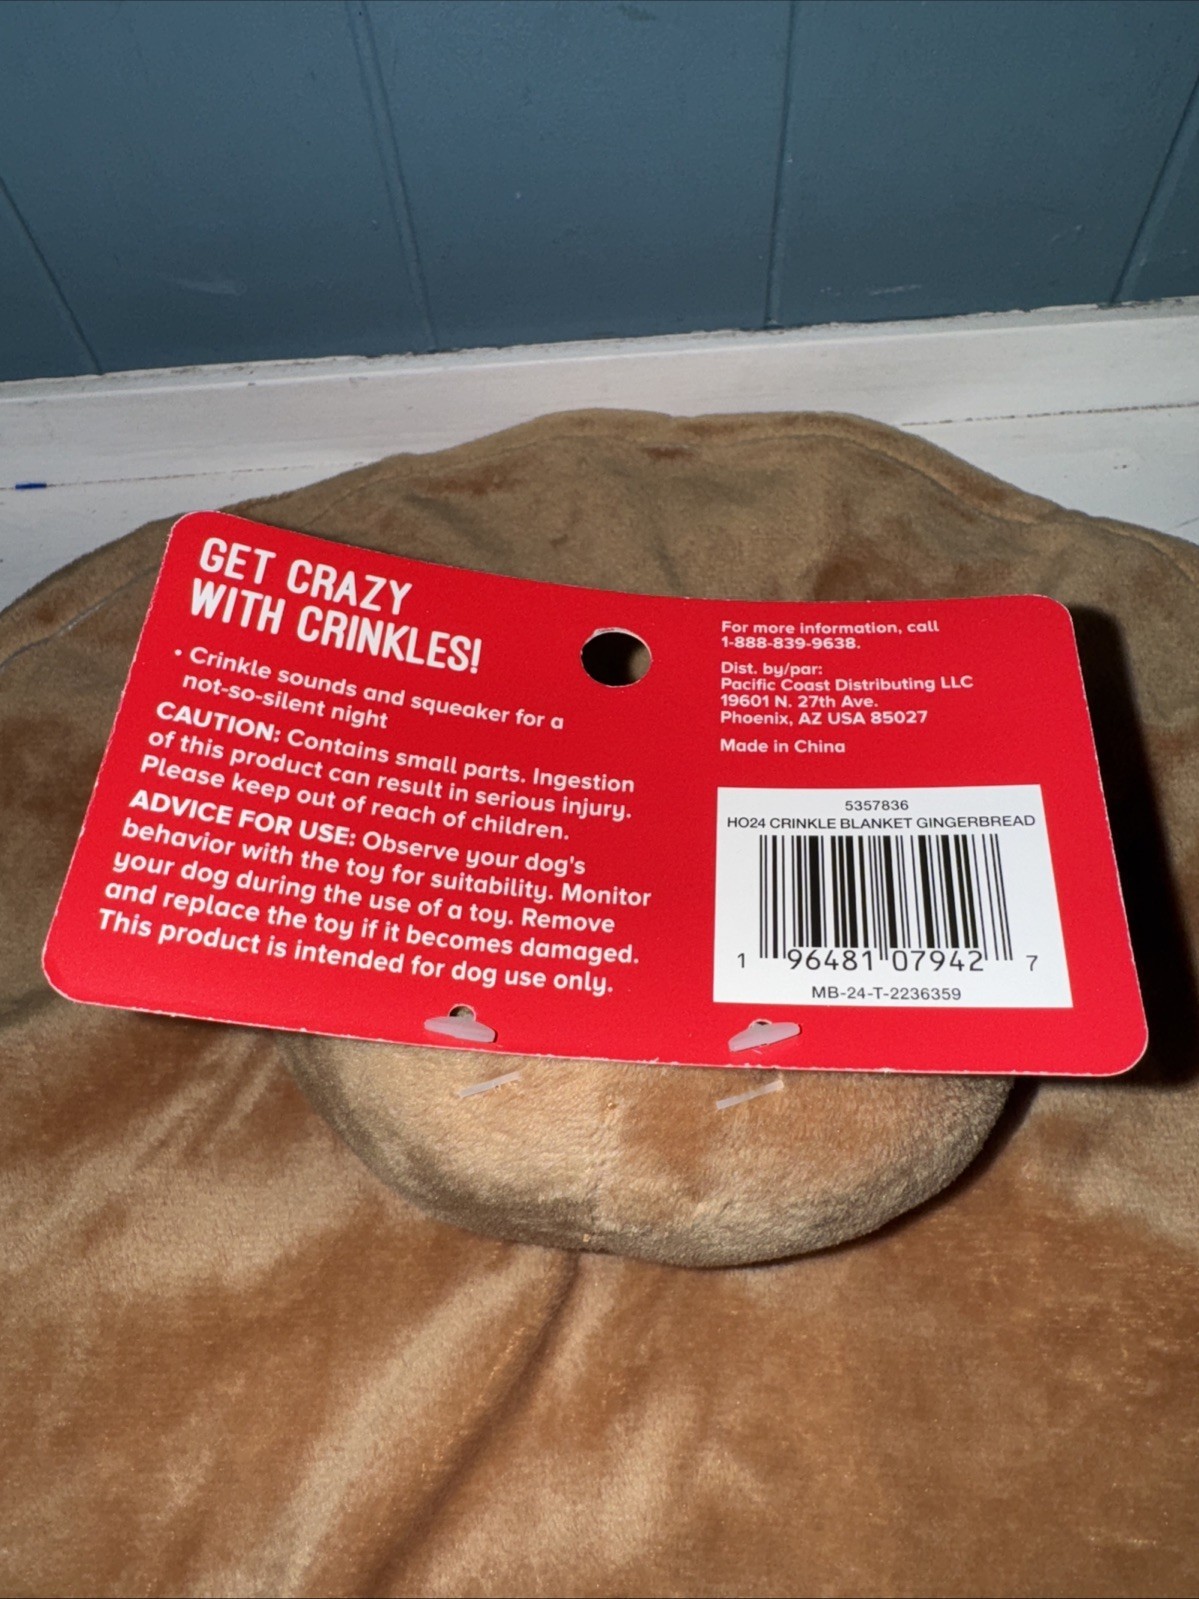 GET CRAZY
WITH CRINKLES!
• Crinkle sounds and squeaker for a
not-so-silent night
CAUTION: Contains small parts. Ingestion
of this product can result in serious injury.
Please keep out of reach of children.
ADVICE FOR USE: Observe your dog's
behavior with the toy for suitability. Monitor
your dog during the use of a toy. Remove
and replace the toy if it becomes damaged.
This product is intended for dog use only.
For more information, call
1-888-839-9638.
Dist. by/par:
Pacific Coast Distributing LLC
19601 N. 27th Ave.
Phoenix, AZ USA 85027
Made in China
5357836
HO24 CRINKLE BLANKET GINGERBREAD
1 96481 07942 7
MB-24-T-2236359